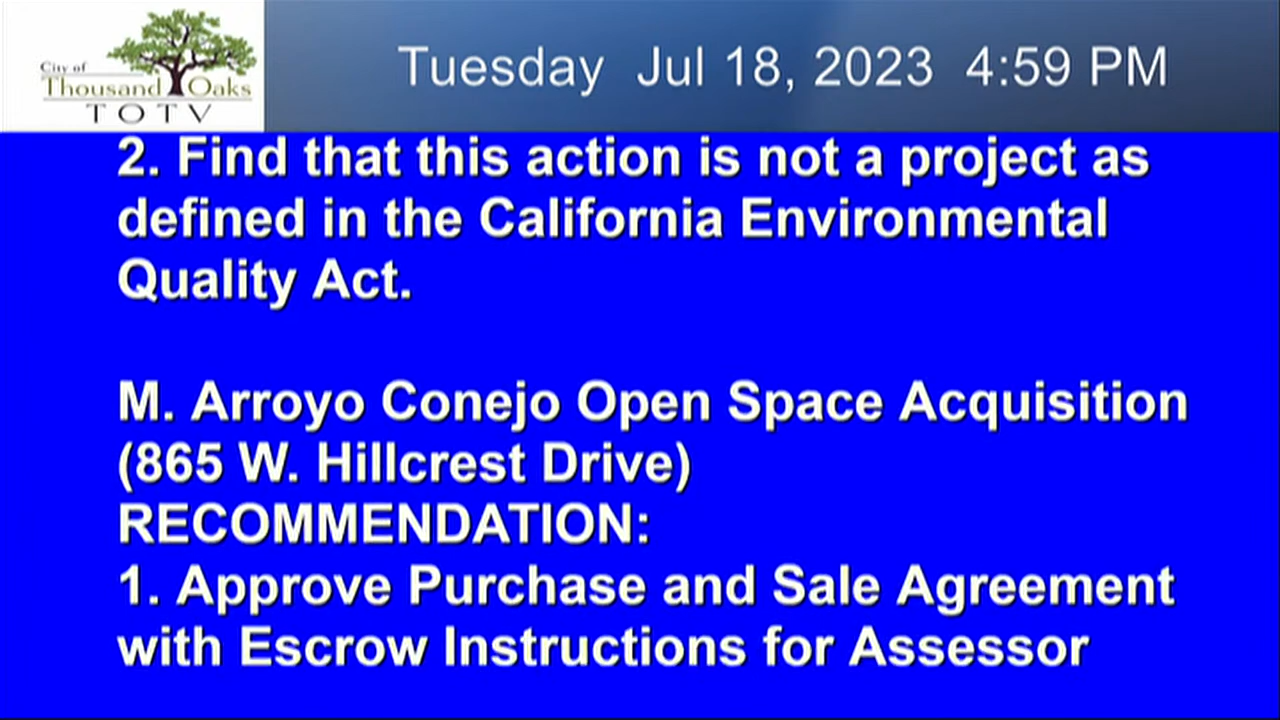 City of
Thousand Oaks
TOTV
Tuesday Jul 18, 2023 4:59 PM
2. Find that this action is not a project as
defined in the California Environmental
Quality Act.
M. Arroyo Conejo Open Space Acquisition
(865 W. Hillcrest Drive)
RECOMMENDATION:
1. Approve Purchase and Sale Agreement
with Escrow Instructions for Assessor